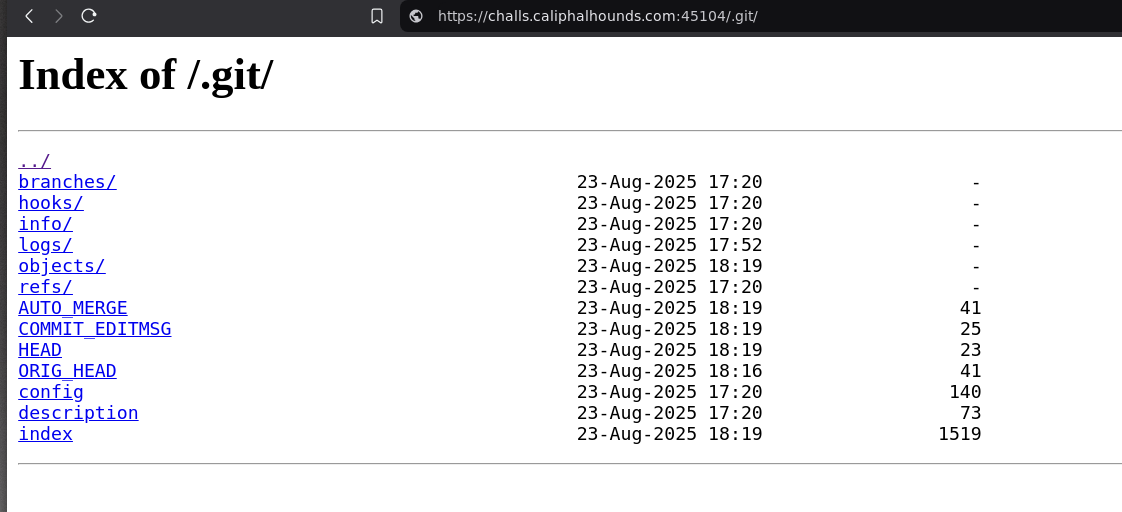 https://challs.caliphalhounds.com:45104/.git/
Index of /.git/
../
branches/ 23-Aug-2025 17:20 -
hooks/ 23-Aug-2025 17:20 -
info/ 23-Aug-2025 17:20 -
logs/ 23-Aug-2025 17:52 -
objects/ 23-Aug-2025 18:19 -
refs/ 23-Aug-2025 17:20 -
AUTO_MERGE 23-Aug-2025 18:19 41
COMMIT_EDITMSG 23-Aug-2025 18:19 25
HEAD 23-Aug-2025 18:19 23
ORIG_HEAD 23-Aug-2025 18:16 41
config 23-Aug-2025 17:20 140
description 23-Aug-2025 17:20 73
index 23-Aug-2025 18:19 1519